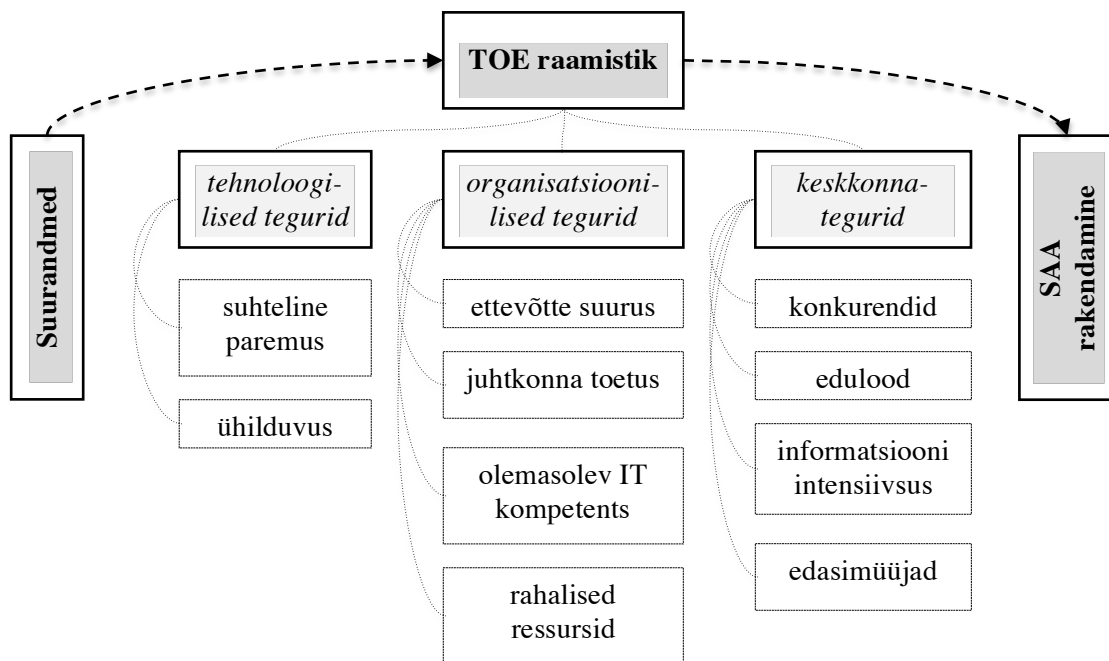 TOE raamistik
Suurandmed
tehnoogi-
lised tegurid
suhteline
paremus
ühilduvus
organisatsiooni-
lised tegurid
ettevõtte suurus
juhtkonna toetus
olemasolev IT
kompetents
rahalised
ressursid
keskkonna-
tegurid
konkurendid
edulood
informatsiooni
intensiivsus
edasimüüjad
SAA
rakendamine